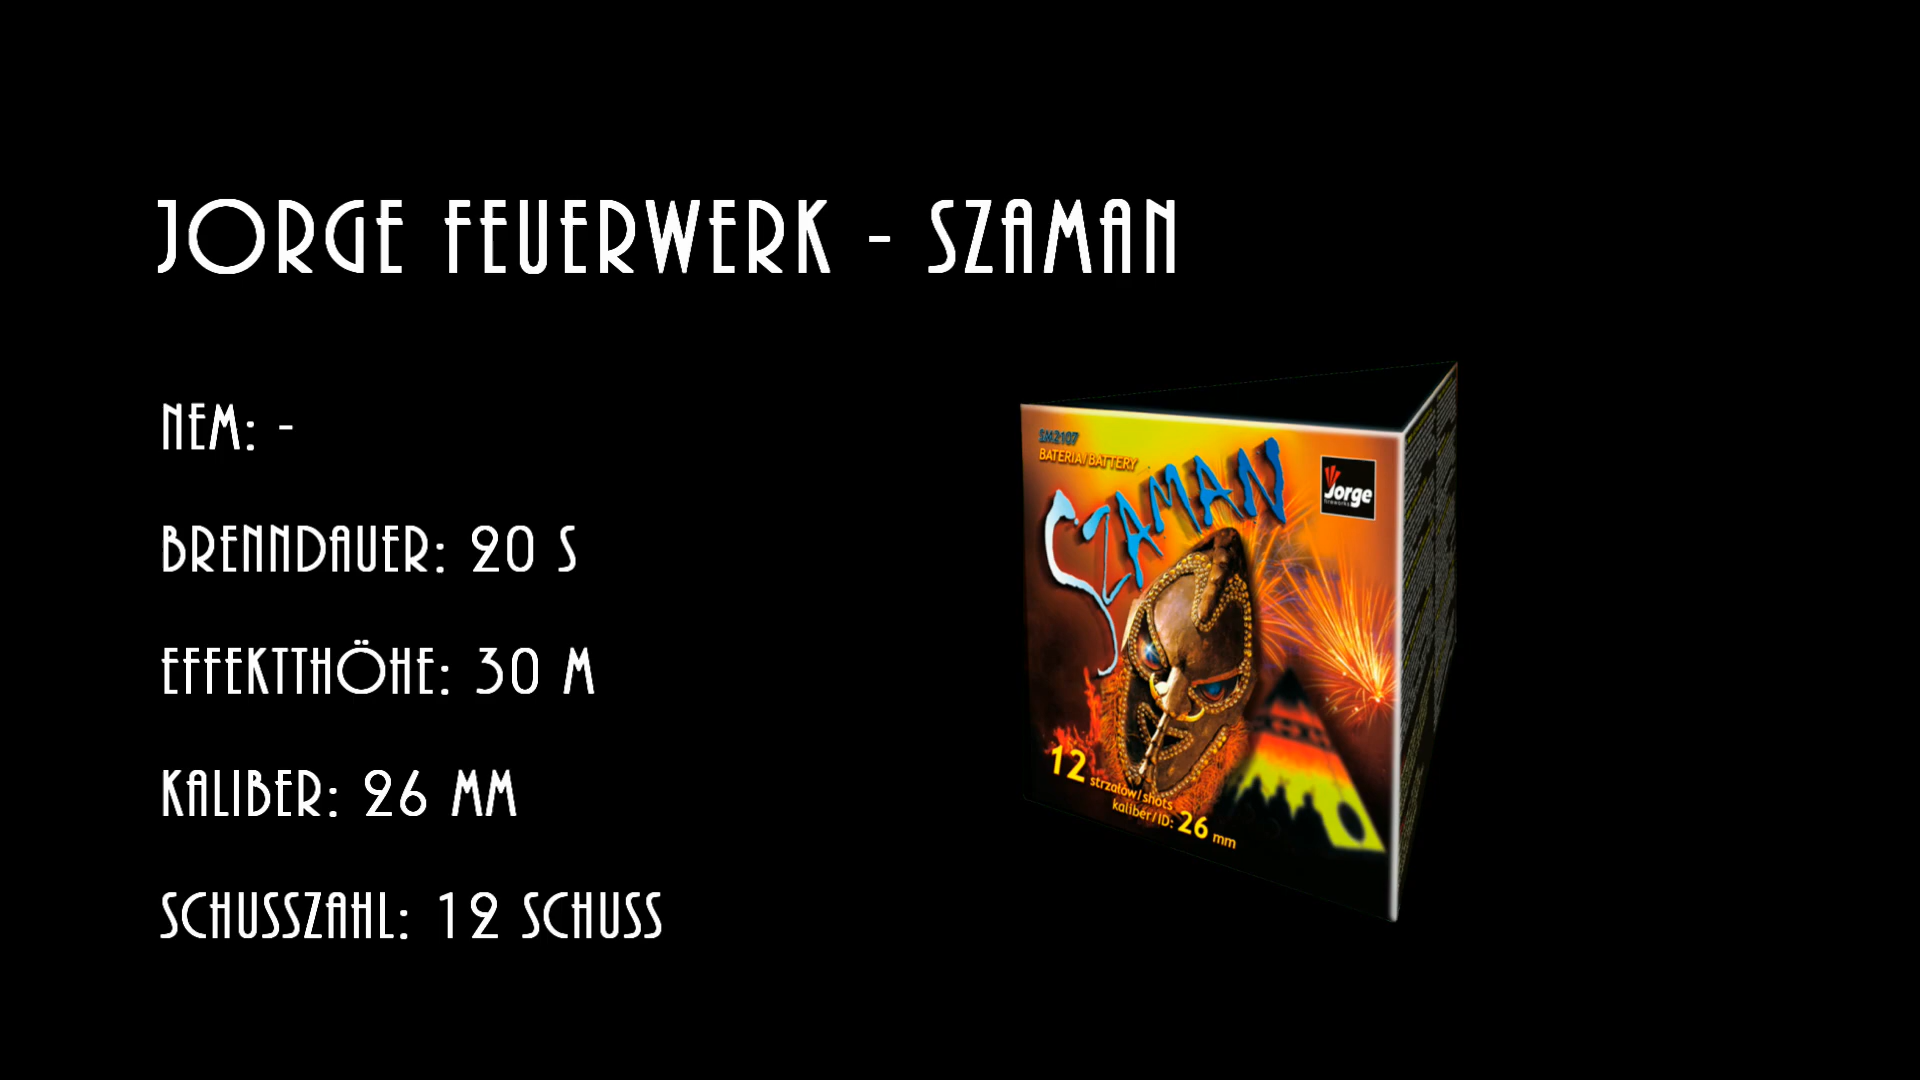 JORGE FEUERWERK - SZAMAN
NEM: -
BRENNDAUER: 20 S
EFFEKTHÖHE: 30 M
KALIBER: 26 MM
SCHUSSZAHL: 12 SCHUSS
SM2107
BATERIA/BATTERY
SZAMAN
Jorge
fireworks
12 strzałów/shots
kaliber/ID: 26 mm